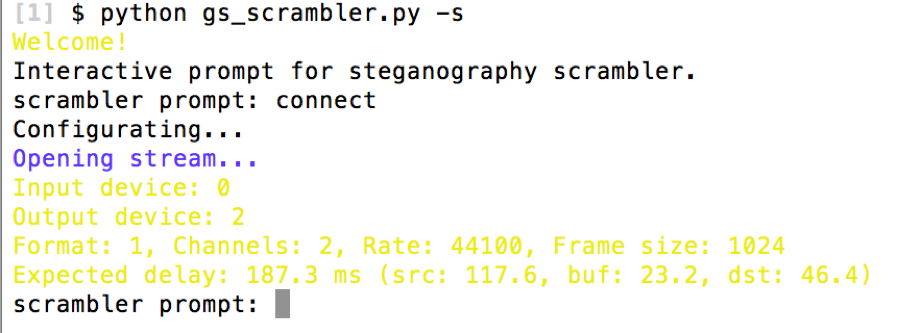 [1] $ python gs_scrambler.py -s
Welcome!
Interactive prompt for steganography scrambler.
scrambler prompt: connect
Configurating...
Opening stream...
Input device: 0
Output device: 2
Format: 1, Channels: 2, Rate: 44100, Frame size: 1024
Expected delay: 187.3 ms (src: 117.6, buf: 23.2, dst: 46.4)
scrambler prompt: